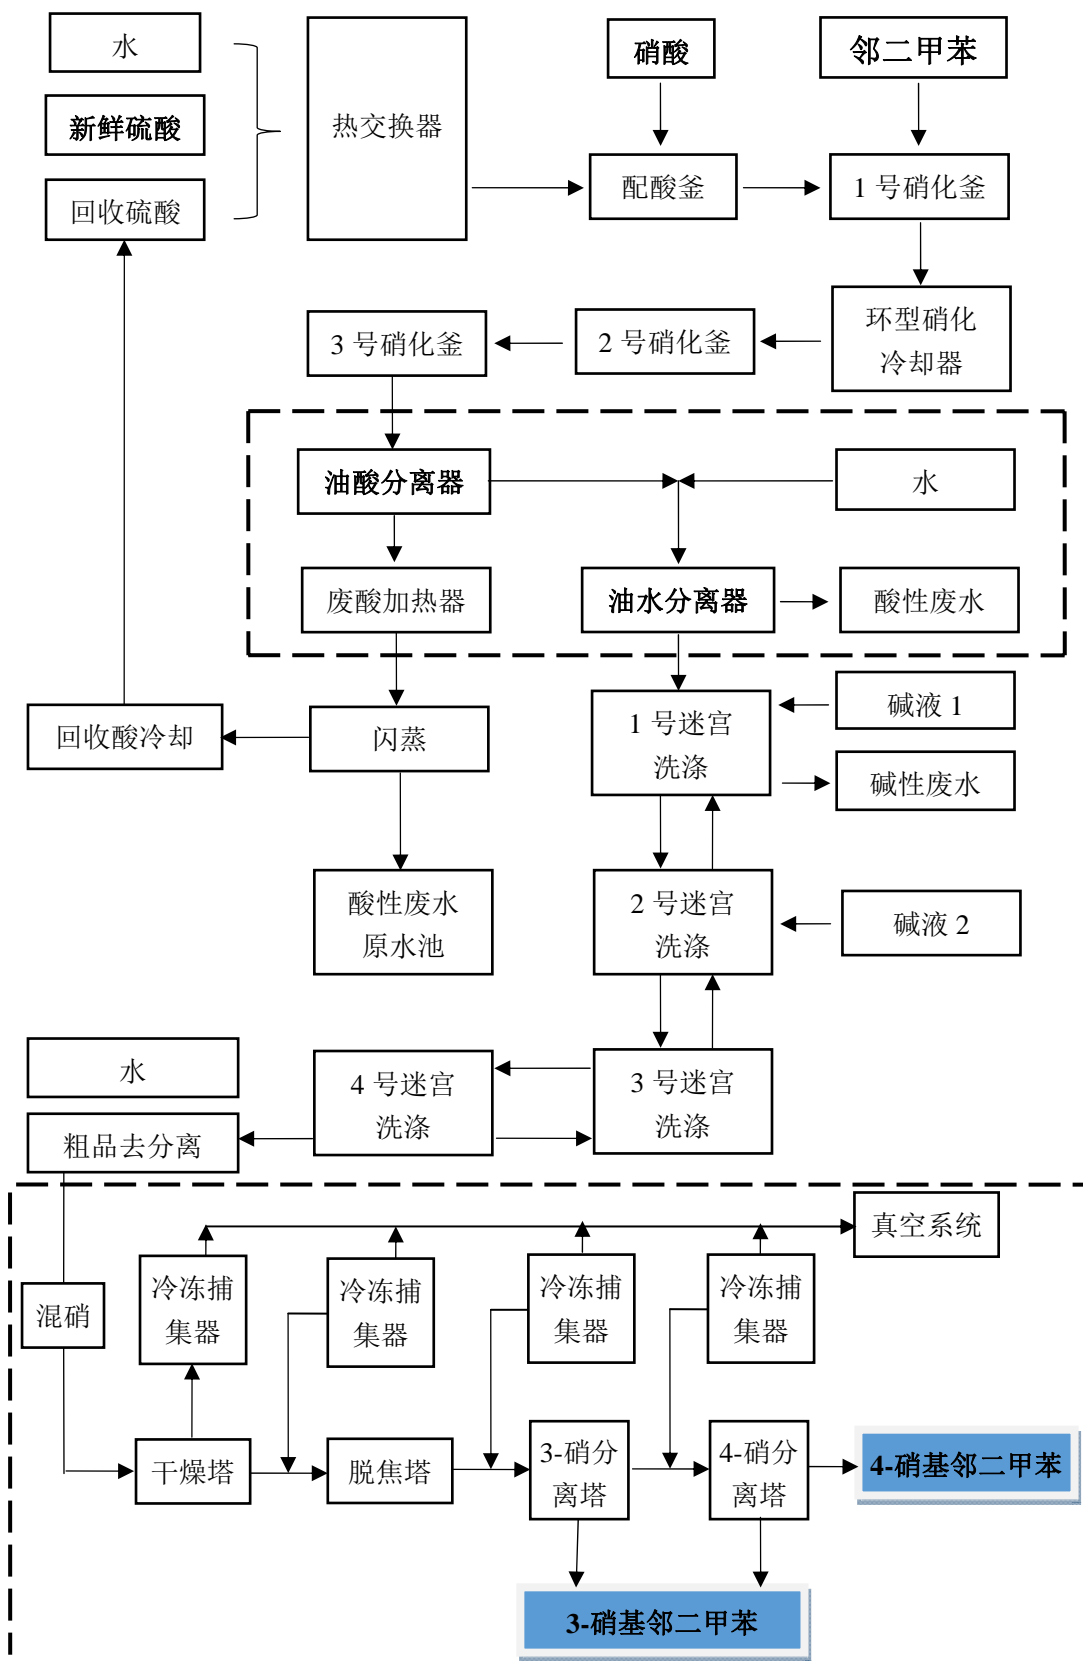 水
硝酸
邻二甲苯
新鲜硫酸
热交换器
回收硫酸
配酸釜
1 号硝化釜
环型硝化
冷却器
3 号硝化釜
2 号硝化釜
油酸分离器
水
废酸加热器
油水分离器
酸性废水
回收酸冷却
闪蒸
1 号迷宫
洗涤
碱液 1
碱性废水
酸性废水
原水池
2 号迷宫
洗涤
碱液 2
水
4 号迷宫
洗涤
3 号迷宫
洗涤
粗品去分离
真空系统
混硝
冷冻捕
集器
冷冻捕
集器
冷冻捕
集器
冷冻捕
集器
干燥塔
脱焦塔
3-硝分
离塔
4-硝分
离塔
4-硝基邻二甲苯
3-硝基邻二甲苯